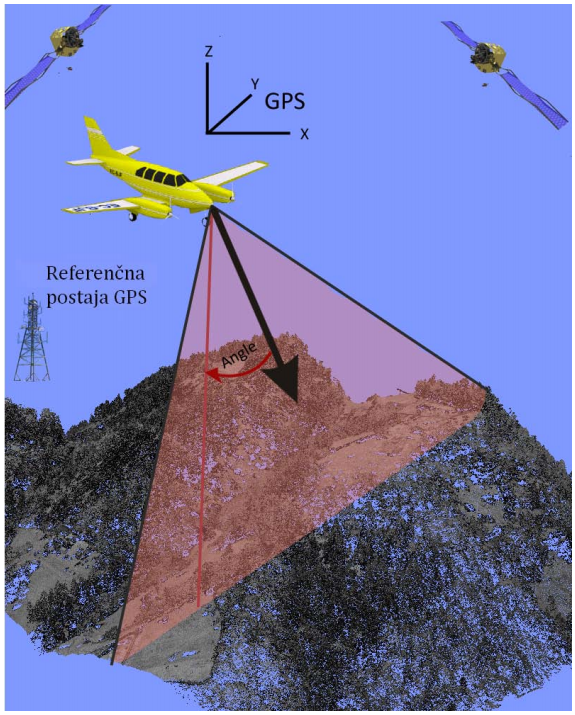 Z
Y
GPS
X
Referenčna
postaja GPS
Angle